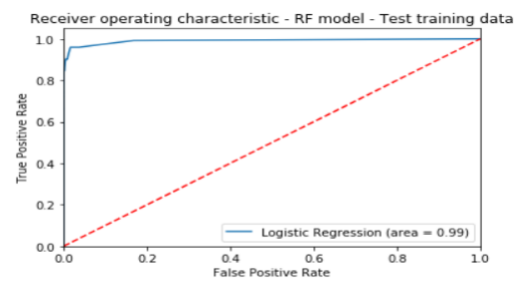 Receiver operating characteristic - RF model - Test training data
1.0
0.8
0.6
0.4
0.2
0.0
True Positive Rate
Logistic Regression (area = 0.99)
0.0 0.2 0.4 0.6 0.8 1.0
False Positive Rate